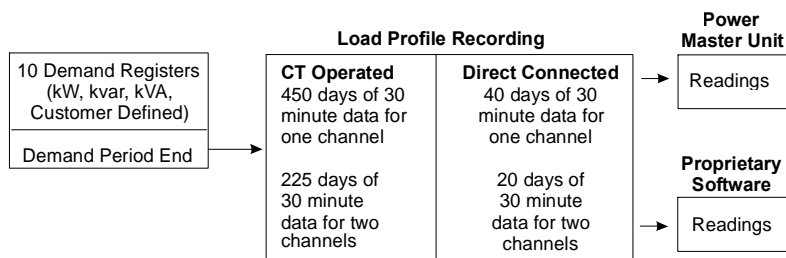 10 Demand Registers
(kW, kvar, kVA,
Customer Defined)
Demand Period End
Load Profile Recording
CT Operated
450 days of 30
minute data for
one channel
225 days of
30 minute
data for two
channels
Direct Connected
40 days of 30
minute data for
one channel
20 days of
30 minute
data for two
channels
Power
Master Unit
Readings
Proprietary
Software
Readings